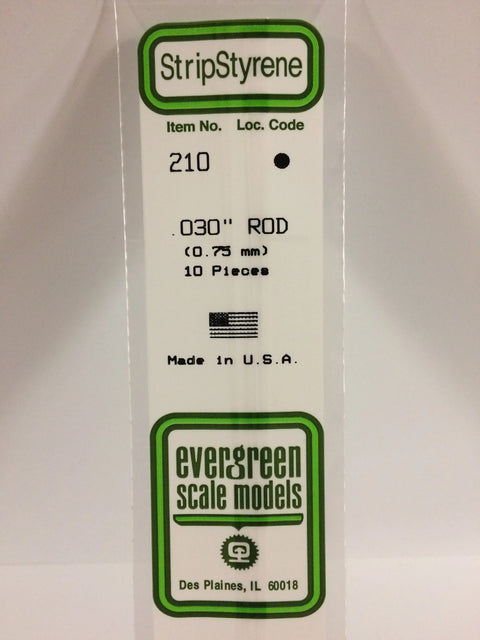 StripStyrene
Item No. Loc. Code
210 ●
.030" ROD
(0.75 mm)
10 Pieces
Made in U.S.A.
evergreen
scale models
Des Plaines, IL 60018